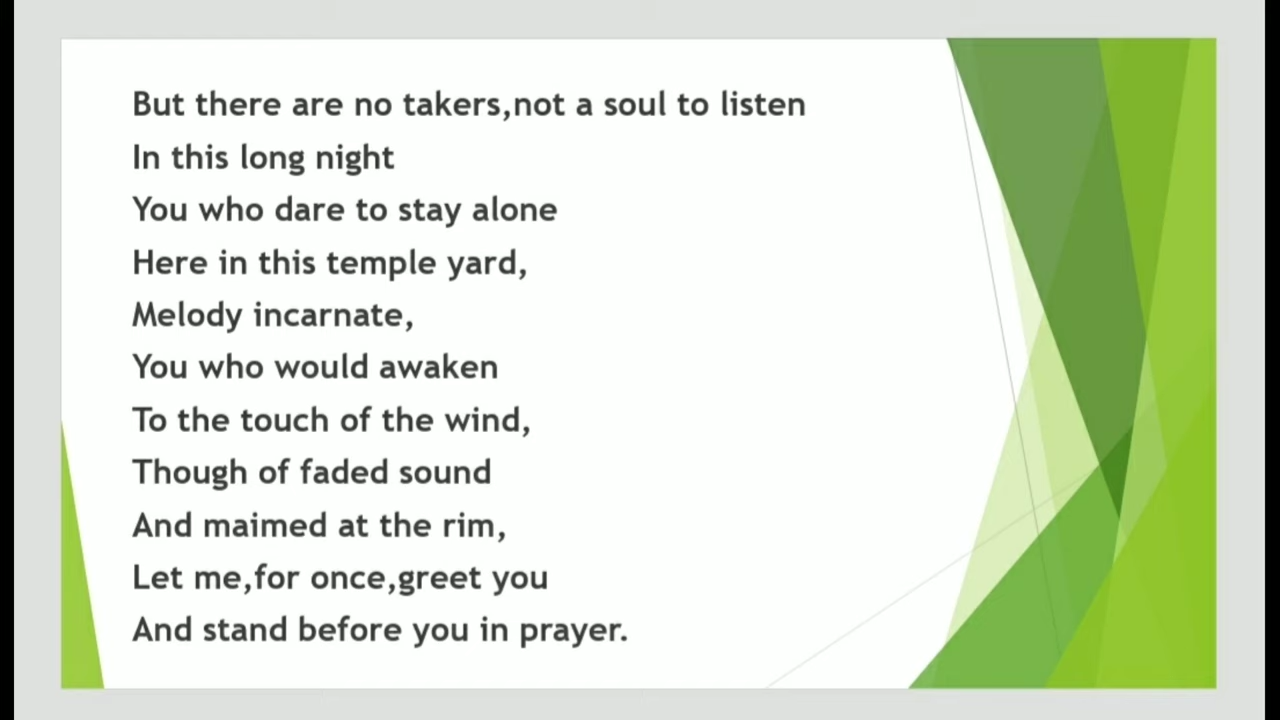 But there are no takers,not a soul to listen
In this long night
You who dare to stay alone
Here in this temple yard,
Melody incarnate,
You who would awaken
To the touch of the wind,
Though of faded sound
And maimed at the rim,
Let me,for once,greet you
And stand before you in prayer.